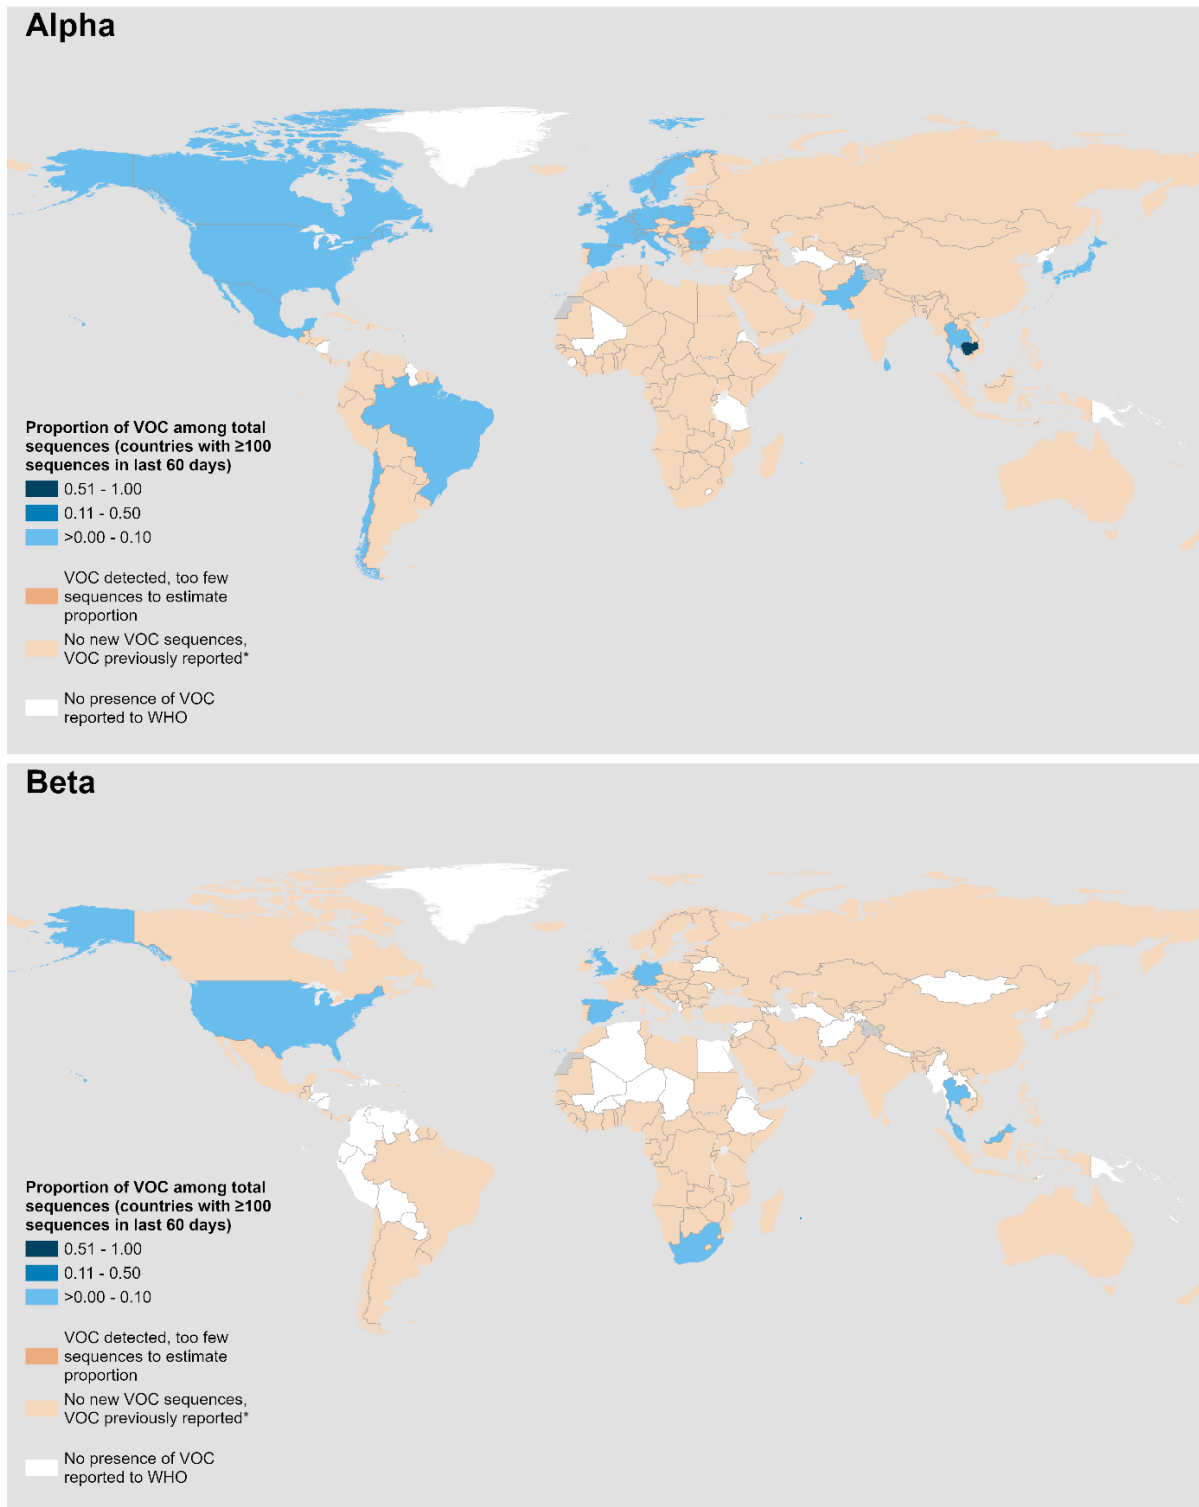 Alpha
Proportion of VOC among total
sequences (countries with ≥100
sequences in last 60 days)
0.51 - 1.00
0.11 - 0.50
>0.00 - 0.10
VOC detected, too few
sequences to estimate
proportion
No new VOC sequences,
VOC previously reported*
No presence of VOC
reported to WHO
Beta
Proportion of VOC among total
sequences (countries with ≥100
sequences in last 60 days)
0.51 - 1.00
0.11 - 0.50
>0.00 - 0.10
VOC detected, too few
sequences to estimate
proportion
No new VOC sequences,
VOC previously reported*
No presence of VOC
reported to WHO